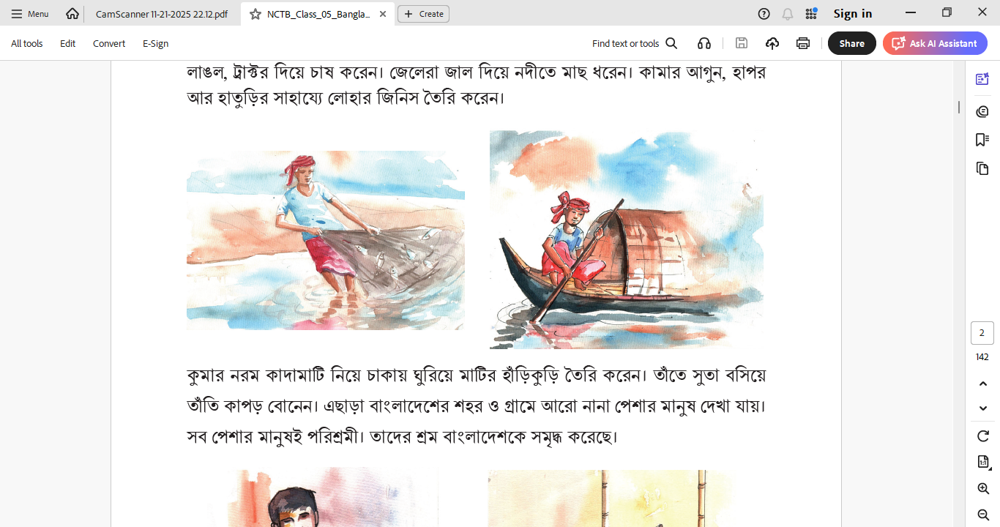 Menu
CamScanner 11-21-2025 22.12.pdf
NCTB_Class_05_Bangla...
Create
Sign in
All tools
Edit
Convert
E-Sign
Find text or tools
Share
Ask AI Assistant
লাঙল, ট্রাক্টর দিয়ে চাষ করেন। জেলেরা জাল দিয়ে নদীতে মাছ ধরেন। কামার আগুন, হাপর
আর হাতুড়ির সাহায্যে লোহার জিনিস তৈরি করেন।
কুমার নরম কাদামাটি নিয়ে চাকায় ঘুরিয়ে মাটির হাঁড়িকুড়ি তৈরি করেন। তাঁতে সুতা বসিয়ে
তাঁতি কাপড় বোনেন। এছাড়া বাংলাদেশের শহর ও গ্রামে আরো নানা পেশার মানুষ দেখা যায়।
সব পেশার মানুষই পরিশ্রমী। তাদের শ্রম বাংলাদেশকে সমৃদ্ধ করেছে।
2
142
1:1